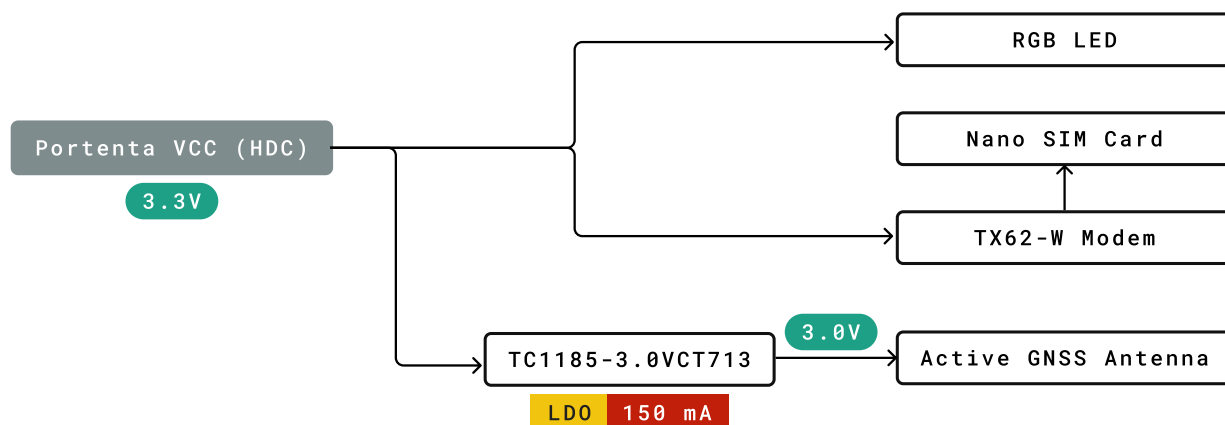 RGB LED
Portenta VCC (HDC)
3.3V
Nano SIM Card
TX62-W Modem
TC1185-3.0VCT713
LDO 150 mA
3.0V
Active GNSS Antenna